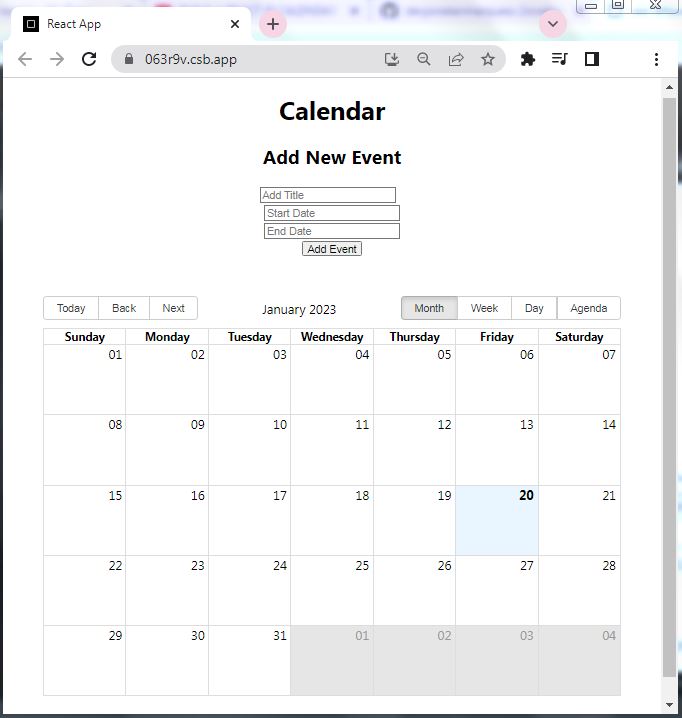 React App
063r9v.csb.app
Calendar
Add New Event
Add Title
Start Date
End Date
Add Event
Today Back Next January 2023 Month Week Day Agenda
Sunday Monday Tuesday Wednesday Thursday Friday Saturday
01 02 03 04 05 06 07
08 09 10 11 12 13 14
15 16 17 18 19 20 21
22 23 24 25 26 27 28
29 30 31 01 02 03 04